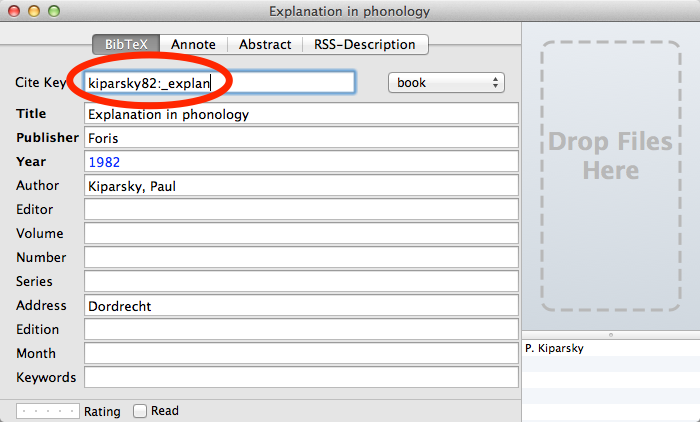 Explanation in phonology
BibTeX Annote Abstract RSS-Description
Cite Key kiparsky82:_explan book
Title Explanation in phonology
Publisher Foris
Year 1982
Author Kiparsky, Paul
Editor
Volume
Number
Series
Address Dordrecht
Edition
Month
Keywords
Rating Read
Drop Files
Here
P. Kiparsky